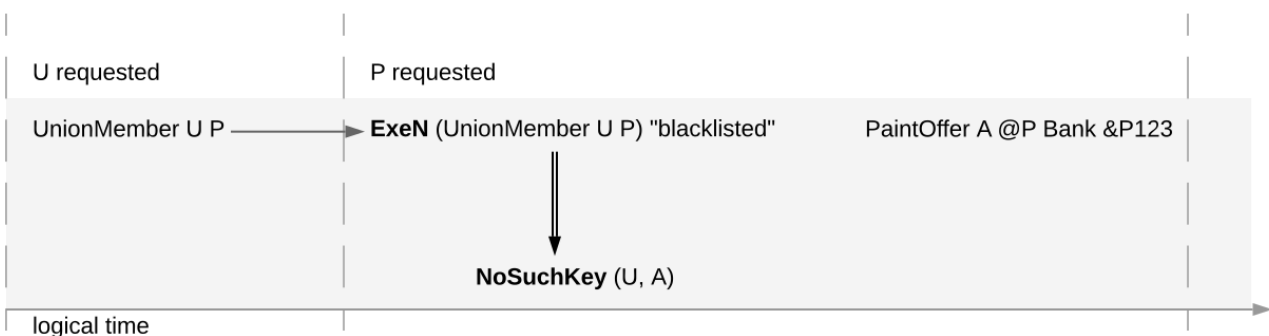 U requested
P requested
UnionMember U P
ExeN (UnionMember U P) "blacklisted"
PaintOffer A @P Bank &P123
NoSuchKey (U, A)
logical time